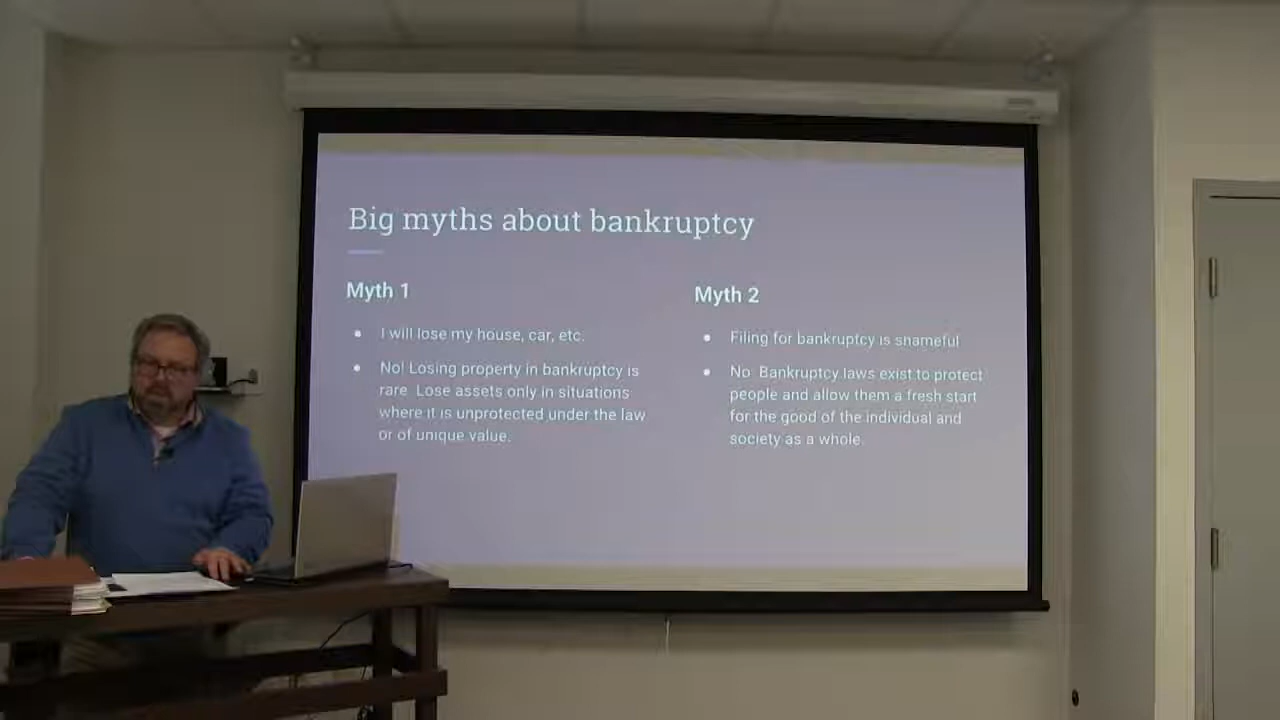 Big myths about bankruptcy
Myth 1
I will lose my house, car, etc.
No! Losing property in bankruptcy is
rare. Lose assets only in situations
where it is unprotected under the law
or of unique value.
Myth 2
Filing for bankruptcy is shameful
No. Bankruptcy laws exist to protect
people and allow them a fresh start
for the good of the individual and
society as a whole.